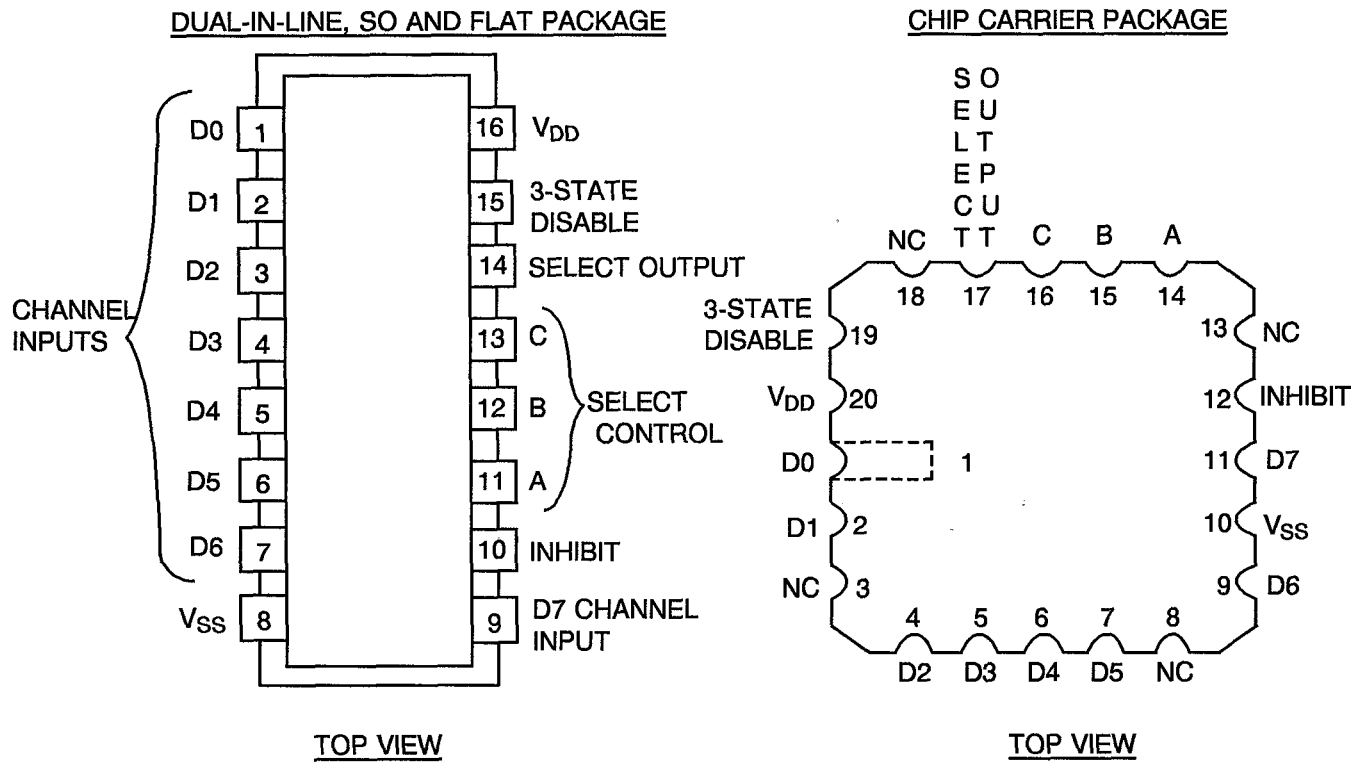 DUAL-IN-LINE, SO AND FLAT PACKAGE
D0 1
D1 2
D2 3
D3 4
D4 5
D5 6
D6 7
VSS 8
CHANNEL
INPUTS
16 VDD
15 3-STATE
DISABLE
14 SELECT OUTPUT
13 C
12 B
11 A
SELECT
CONTROL
10 INHIBIT
9 D7 CHANNEL
INPUT
TOP VIEW
CHIP CARRIER PACKAGE
SELECT
OUTPUT
NC C B A
18 17 16 15 14
3-STATE
DISABLE 19
VDD 20
D0 1
D1 2
NC 3
13 NC
12 INHIBIT
11 D7
10 VSS
9 D6
4 5 6 7 8
D2 D3 D4 D5 NC
TOP VIEW